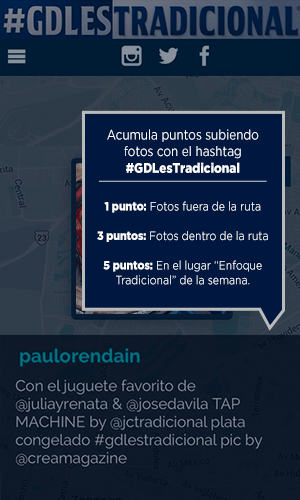 #GDLESTRADICIONAL
Acumula puntos subiendo
fotos con el hashtag
#GDLesTradicional
1 punto: Fotos fuera de la ruta
3 puntos: Fotos dentro de la ruta
5 puntos: En el lugar “Enfoque
Tradicional” de la semana.
Central
23
paulorendain
Con el juguete favorito de
@juliayrenata & @josedavila TAP
MACHINE by @jctradicional plata
congelado #gdlestradicional pic by
@creamagazine